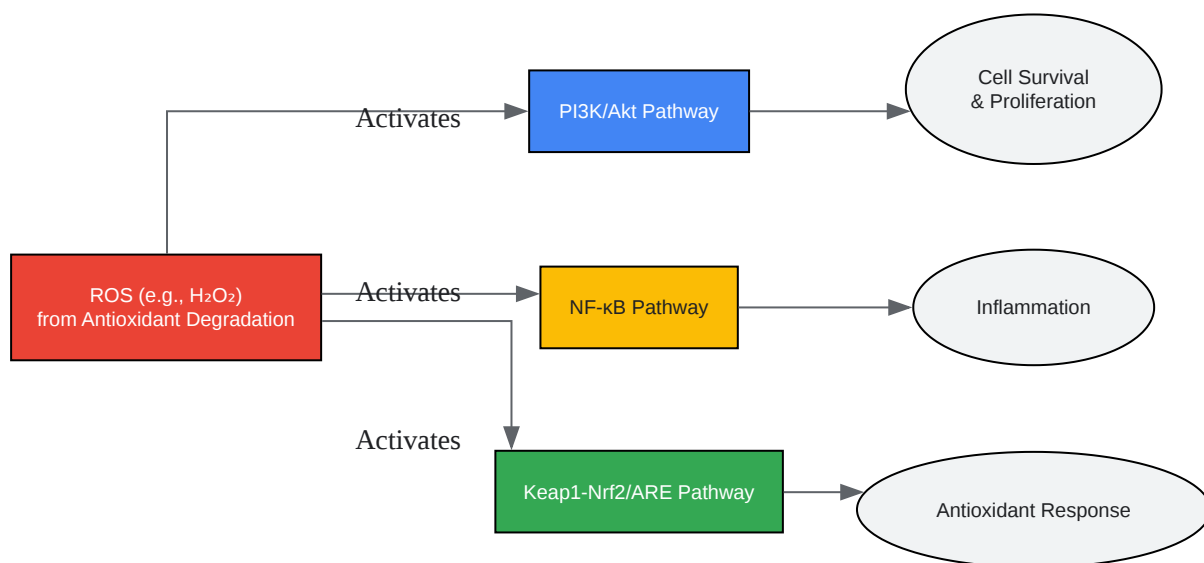 Cell Survival
& Proliferation
Activates
PI3K/Akt Pathway
ROS (e.g., H₂O₂)
from Antioxidant Degradation
Activates
NF-κB Pathway
Inflammation
Activates
Keap1-Nrf2/ARE Pathway
Antioxidant Response